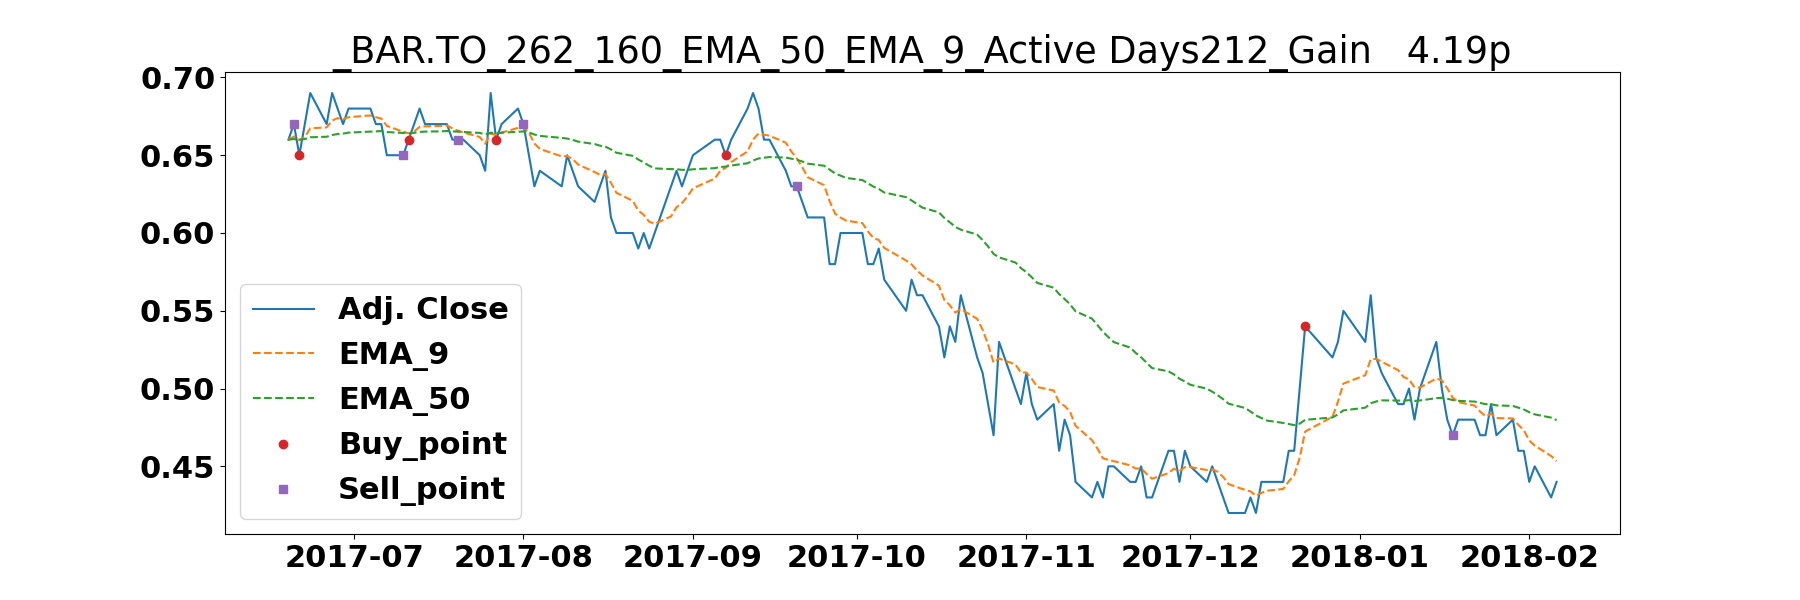 _BAR.TO_262_160_EMA_50_EMA_9_Active Days212_Gain   4.19p
0.70
0.65
0.60
0.55
0.50
0.45
Adj. Close
EMA_9
EMA_50
Buy_point
Sell_point
2017-07 2017-08 2017-09 2017-10 2017-11 2017-12 2018-01 2018-02